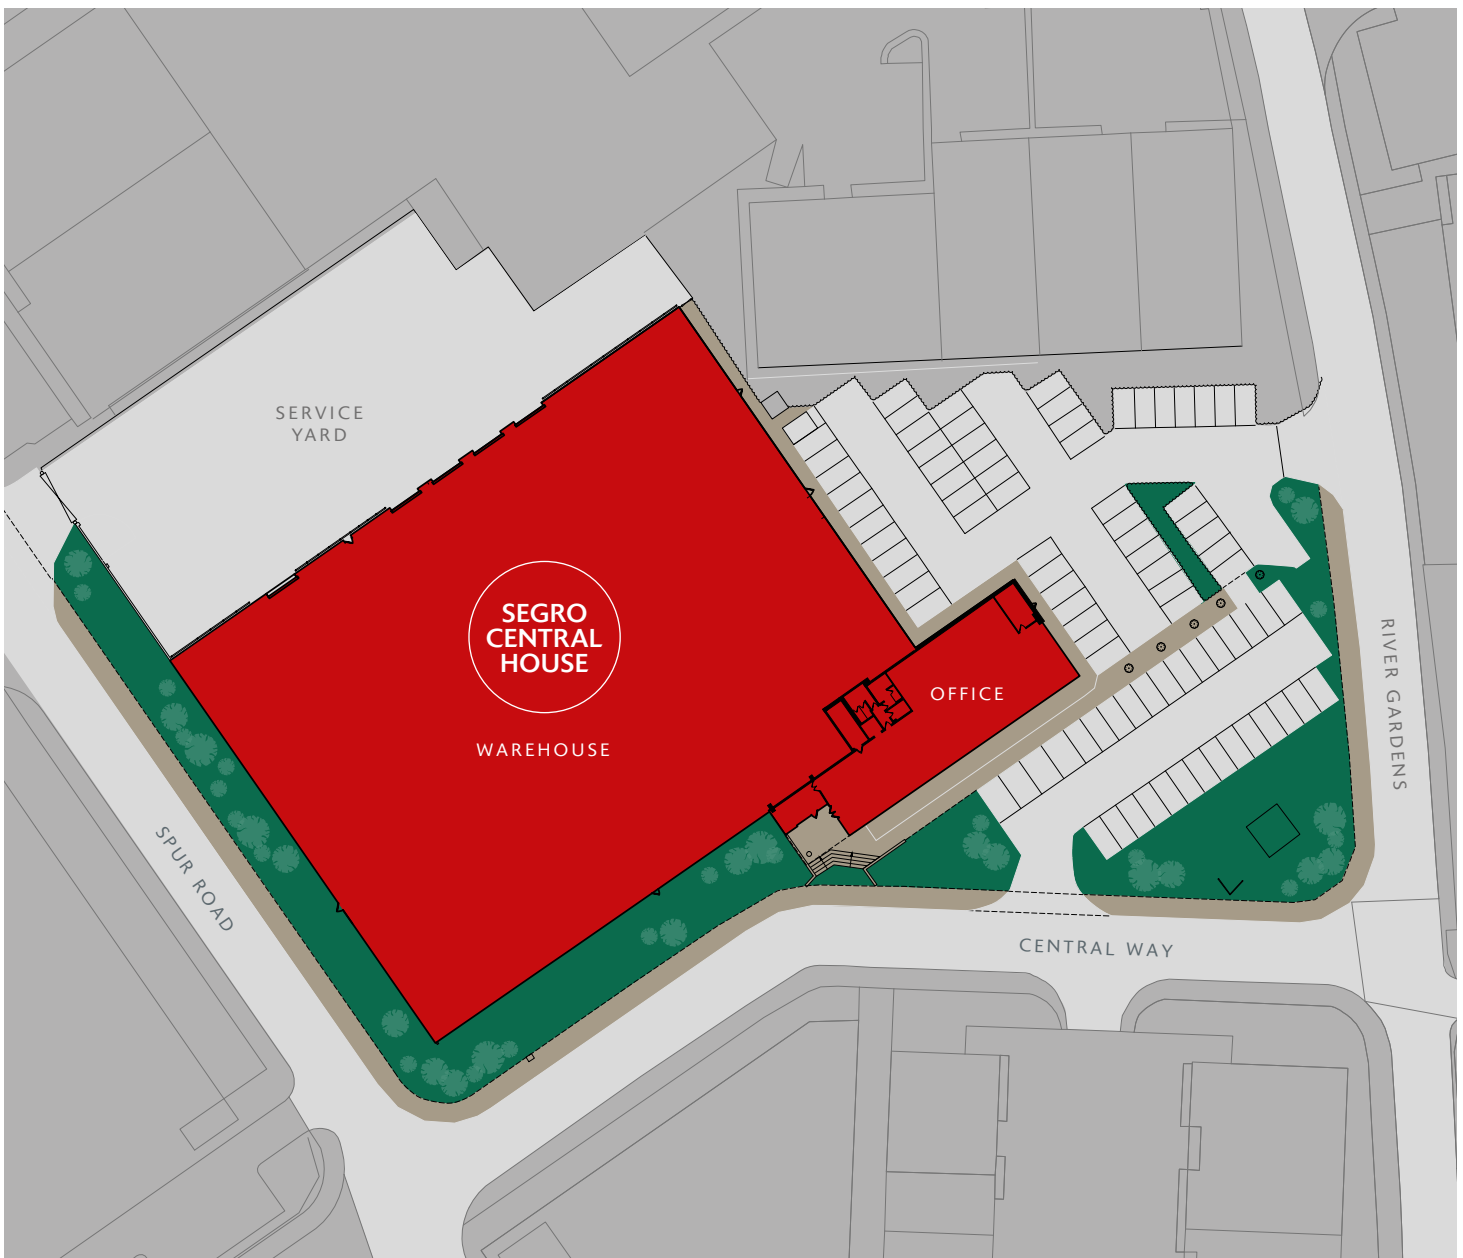 SERVICE
YARD
SEGRO
CENTRAL
HOUSE
WAREHOUSE
OFFICE
RIVER GARDENS
SPUR ROAD
CENTRAL WAY